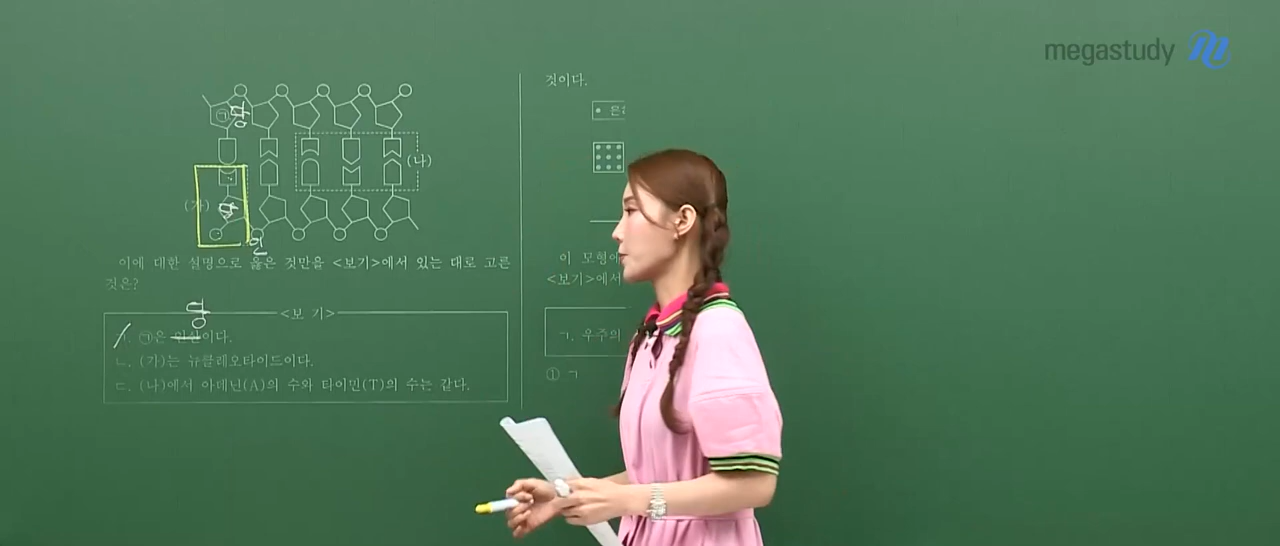 megastudy
㉠ 당
(나)
(가) 당
인
이에 대한 설명으로 옳은 것만을 <보기>에서 있는 대로 고른
것은?
당
<보 기>
ㄱ. ㉠은 인산이다.
ㄴ. (가)는 뉴클레오타이드이다.
ㄷ. (나)에서 아데닌(A)의 수와 타이민(T)의 수는 같다.
것이다.
이 모형에
<보기>에서
ㄱ. 우주의
① ㄱ